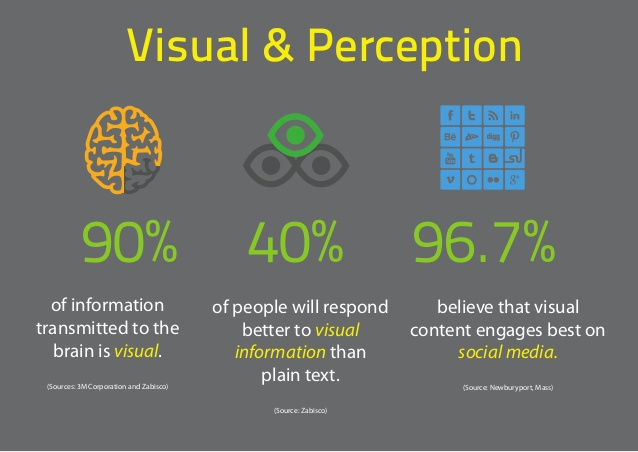 Visual & Perception
90%
of information
transmitted to the
brain is visual.
(Sources: 3M Corporation and Zabisco)
40%
of people will respond
better to visual
information than
plain text.
(Source: Zabisco)
96.7%
believe that visual
content engages best on
social media.
(Source: Newburyport, Mass)